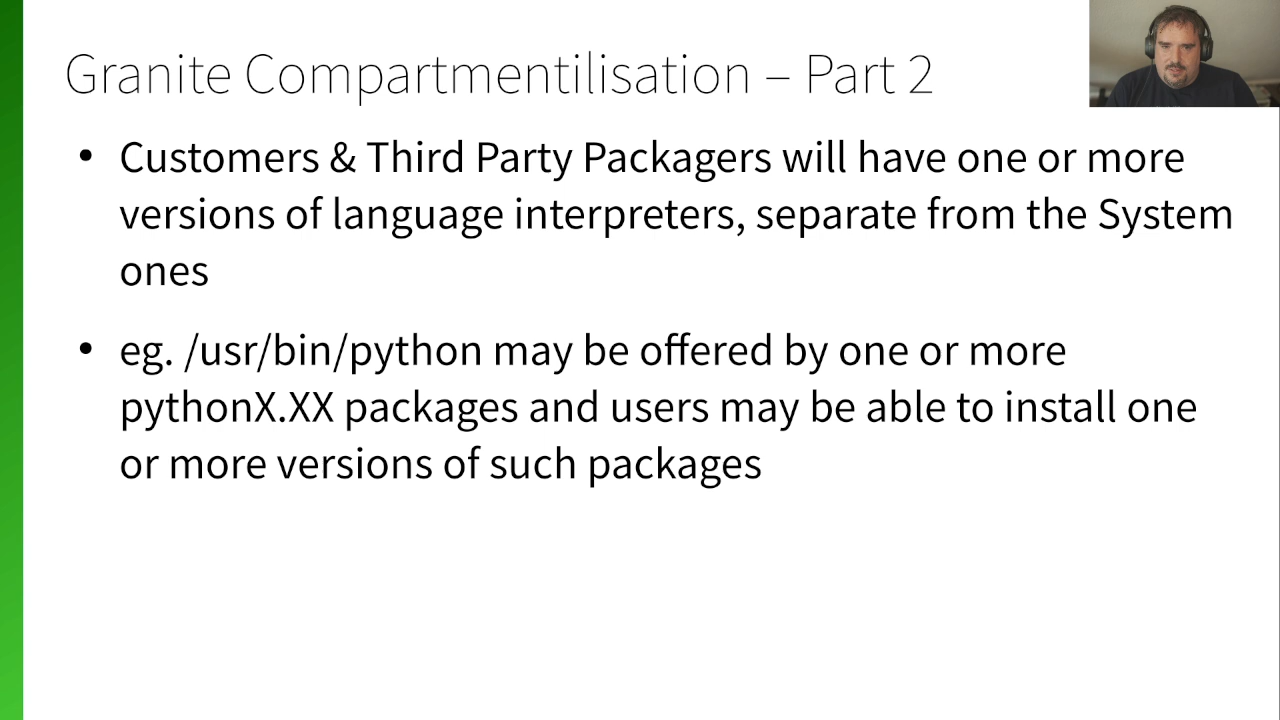 Granite Compartmentilisation – Part 2
• Customers & Third Party Packagers will have one or more
versions of language interpreters, separate from the System
ones
• eg. /usr/bin/python may be offered by one or more
pythonX.XX packages and users may be able to install one
or more versions of such packages